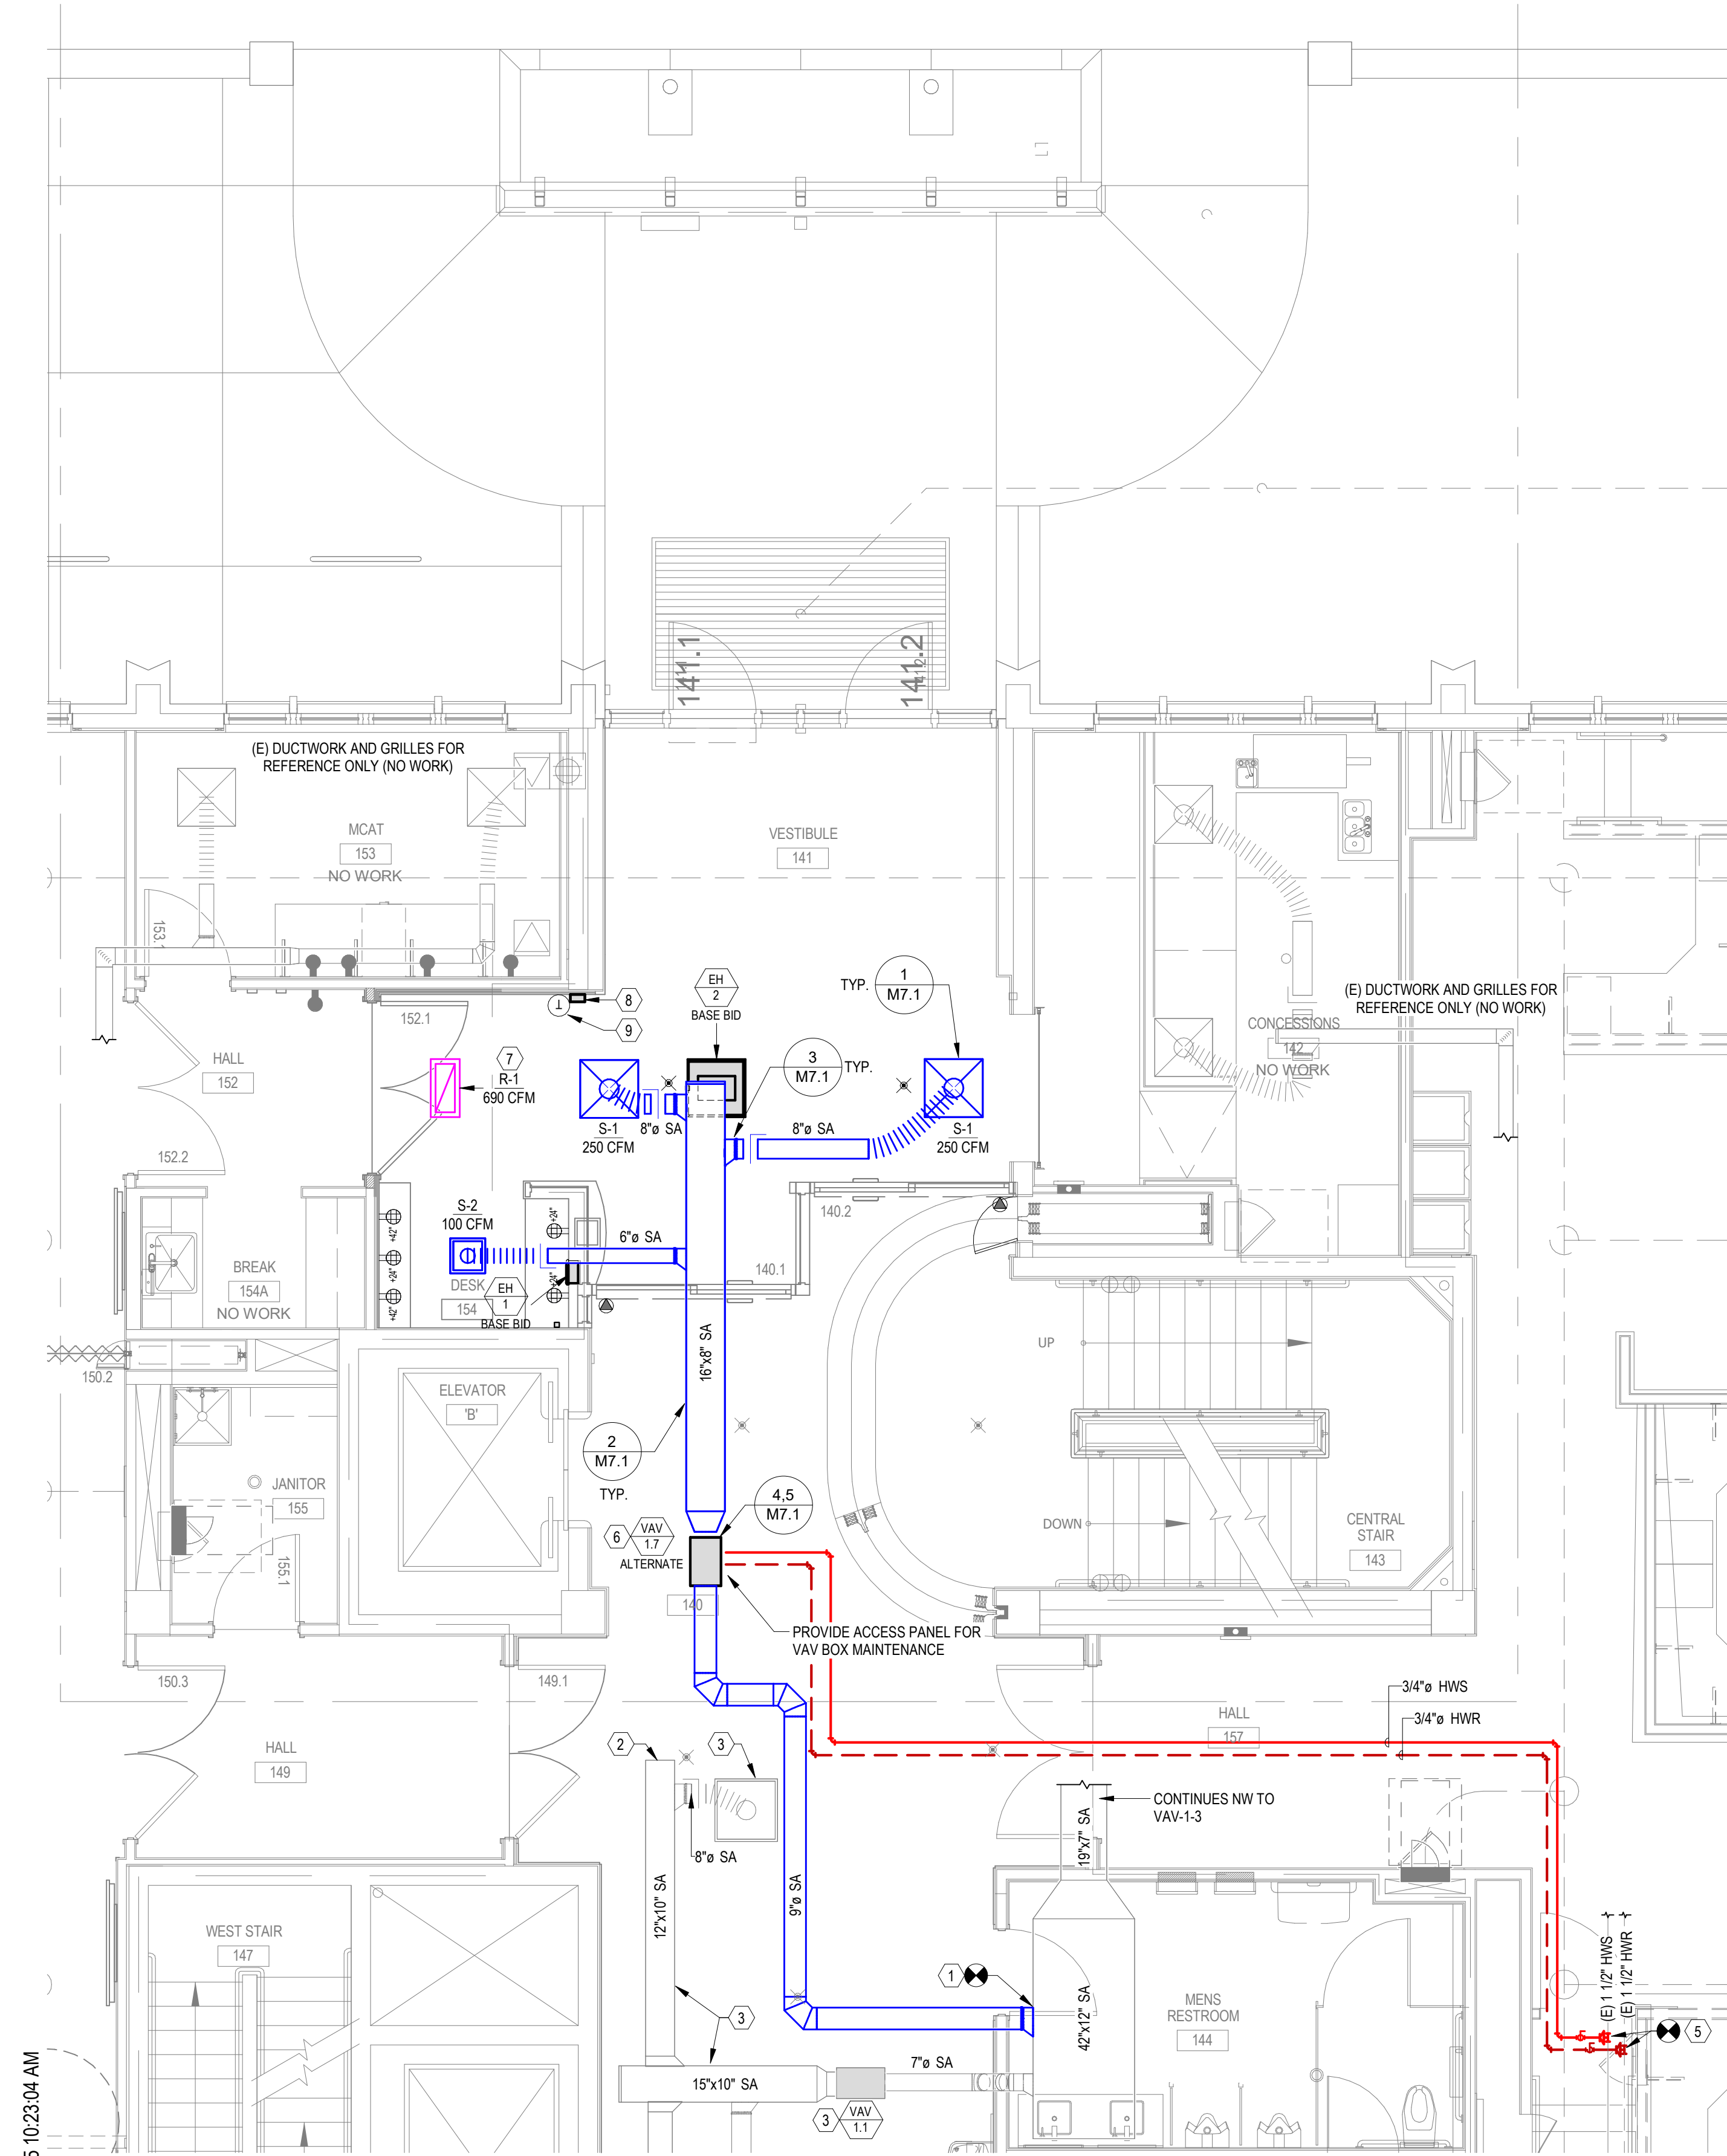 141.1
141.2
(E) DUCTWORK AND GRILLES FOR
REFERENCE ONLY (NO WORK)
MCAT
153
NO WORK
VESTIBULE
141
153.
EH
2
BASE BID
TYP.
1
M7.1
(E) DUCTWORK AND GRILLES FOR
REFERENCE ONLY (NO WORK)
CONCESSIONS
142
NO WORK
8
9
152.1
HALL
152
7
R-1
690 CFM
3
M7.1
TYP.
S-1
250 CFM
8"ø SA
8"ø SA
S-1
250 CFM
152.2
S-2
100 CFM
140.2
+42"
+24"
+42"
+24"
+24"
6"ø SA
BREAK
154A
NO WORK
DESK
154
EH
1
BASE BID
140.1
16"x8" SA
UP
150.2
ELEVATOR
'B'
2
M7.1
TYP.
4,5
M7.1
JANITOR
155
155.1
6
VAV
1.7
ALTERNATE
DOWN
CENTRAL
STAIR
143
140
PROVIDE ACCESS PANEL FOR
VAV BOX MAINTENANCE
150.3
149.1
3/4"ø HWS
3/4"ø HWR
HALL
157
HALL
149
2
3
CONTINUES NW TO
VAV-1-3
19"x7" SA
8"ø SA
12"x10" SA
9"ø SA
WEST STAIR
147
1
42"x12" SA
MENS
RESTROOM
144
(E) 1 1/2" HWS
(E) 1 1/2" HWR
3
5
15"x10" SA
7"ø SA
3
VAV
1.1
5 10:23:04 AM